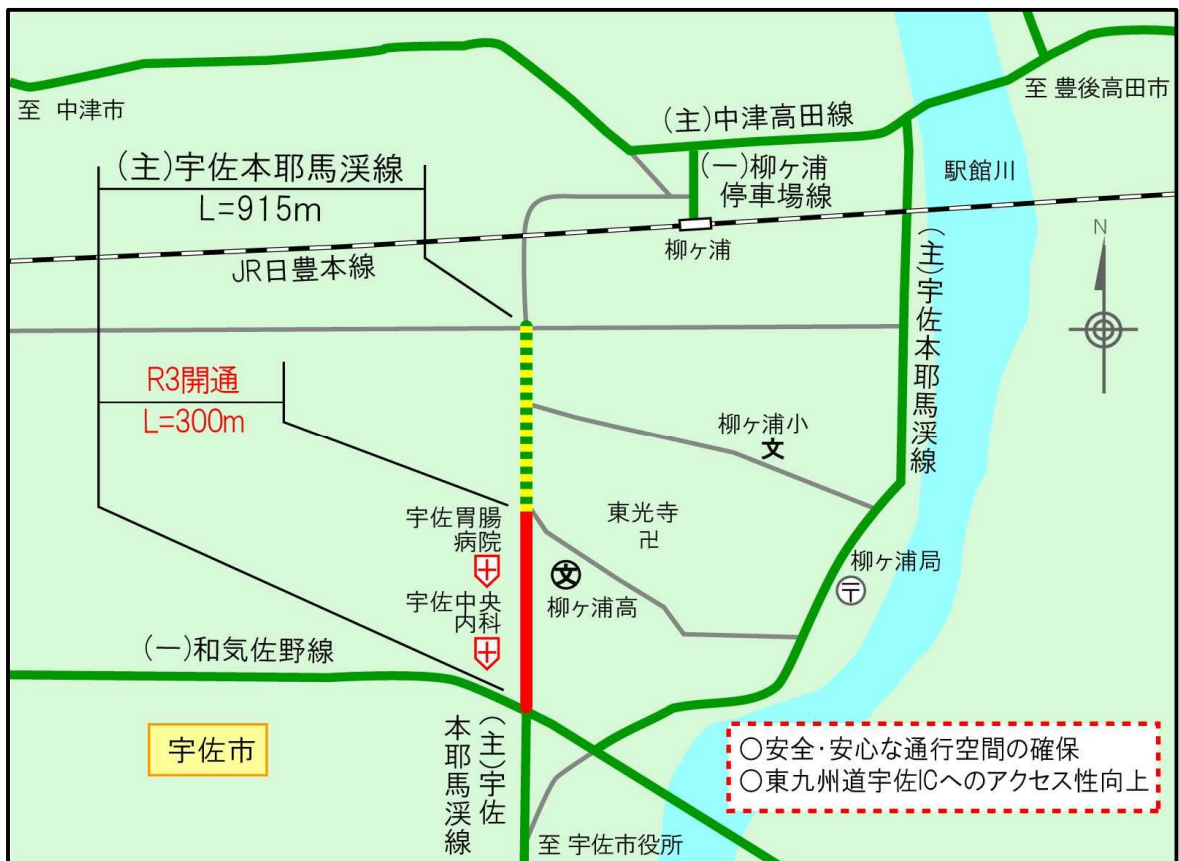 至 中津市
至 豊後高田市
(主)中津高田線
(主)宇佐本耶馬渓線
L=915m
(一)柳ヶ浦
停車場線
駅館川
柳ヶ浦
JR日豊本線
N
(主)宇佐本耶馬渓線
R3開通
L=300m
柳ヶ浦小
文
宇佐胃腸
病院
東光寺
卍
文
柳ヶ浦高
柳ヶ浦局
〒
宇佐中央
内科
(一)和気佐野線
宇佐市
(主)宇佐
本耶馬渓線
○安全・安心な通行空間の確保
○東九州道宇佐ICへのアクセス性向上
至 宇佐市役所